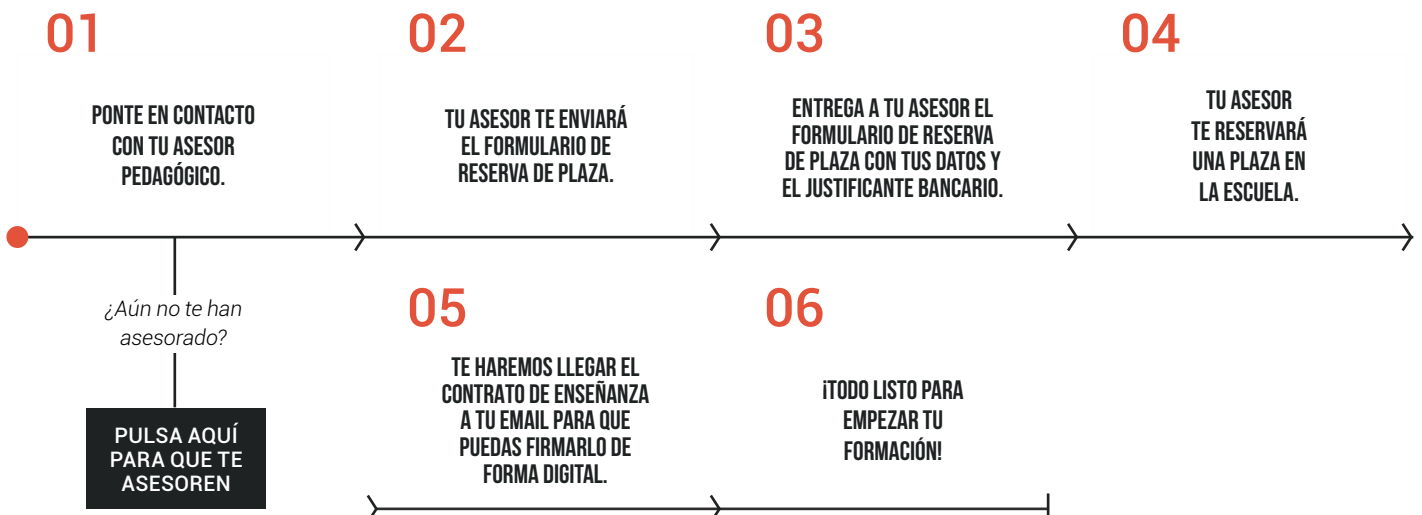 01
PONTE EN CONTACTO
CON TU ASESOR
PEDAGÓGICO.
02
TU ASESOR TE ENVIARÁ
EL FORMULARIO DE
RESERVA DE PLAZA.
03
ENTREGA A TU ASESOR EL
FORMULARIO DE RESERVA
DE PLAZA CON TUS DATOS Y
EL JUSTIFICANTE BANCARIO.
04
TU ASESOR
TE RESERVARÁ
UNA PLAZA EN
LA ESCUELA.
¿Aún no te han
asesorado?
PULSA AQUÍ
PARA QUE TE
ASESOREN
05
TE HAREMOS LLEGAR EL
CONTRATO DE ENSEÑANZA
A TU EMAIL PARA QUE
PUEDAS FIRMARLO DE
FORMA DIGITAL.
06
¡TODO LISTO PARA
EMPEZAR TU
FORMACIÓN!